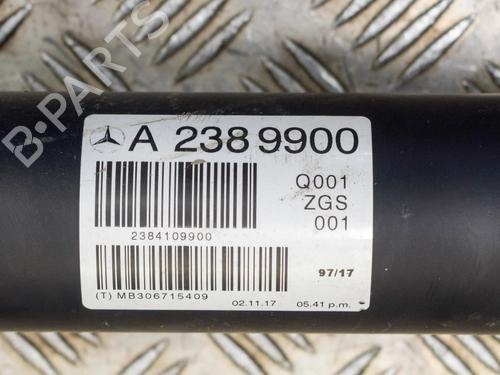 B-PARTS
A 238 9900
Q001
ZGS
001
2384109900
97/17
(T) MB306715409
02.11.17
05.41 p.m.